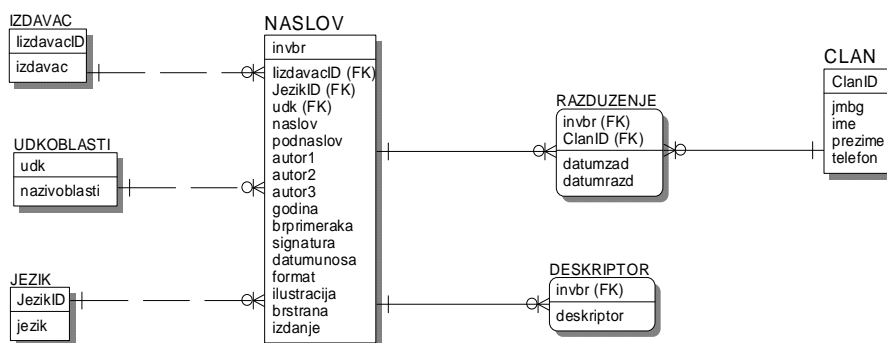 IZDAVAC
IizdavacID
izdavac
UDKOBLASTI
udk
nazivoblasti
JEZIK
JezikID
jezik
NASLOV
invbr
IizdavacID (FK)
JezikID (FK)
udk (FK)
naslov
podnaslov
autor1
autor2
autor3
godina
brprimeraka
signatura
datumunosa
format
ilustracija
brstrana
izdanje
RAZDUZENJE
invbr (FK)
ClanID (FK)
datumzad
datumrazd
DESKRIPTOR
invbr (FK)
deskriptor
CLAN
ClanID
jmbg
ime
prezime
telefon